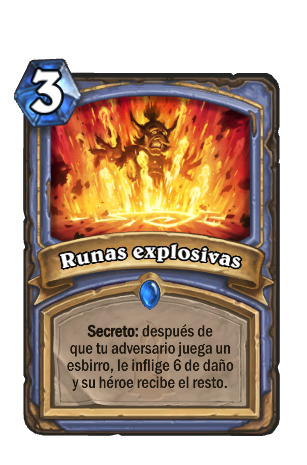 3
Runas explosivas
Secreto: después de
que tu adversario juega un
esbirro, le inflige 6 de daño
y su héroe recibe el resto.